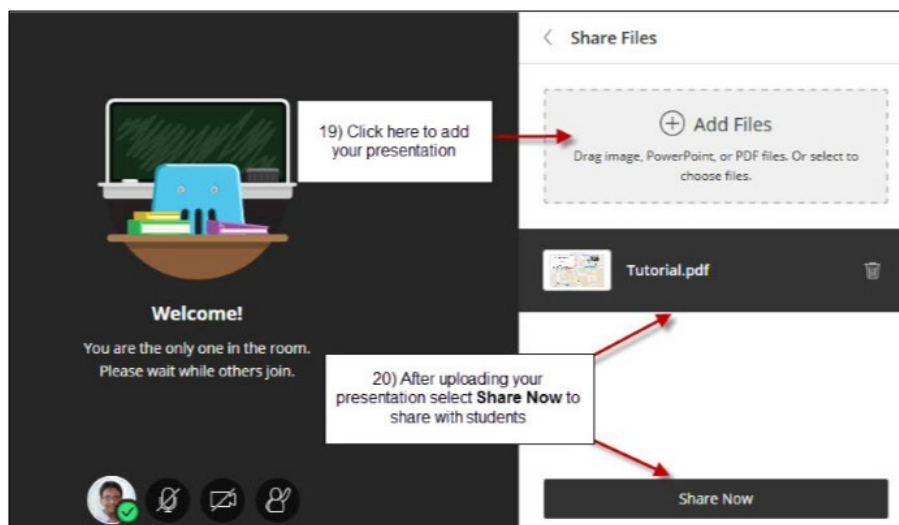 Share Files
19) Click here to add
your presentation
Add Files
Drag image, PowerPoint, or PDF files. Or select to
choose files.
Tutorial.pdf
Welcome!
You are the only one in the room.
Please wait while others join.
20) After uploading your
presentation select Share Now to
share with students
Share Now